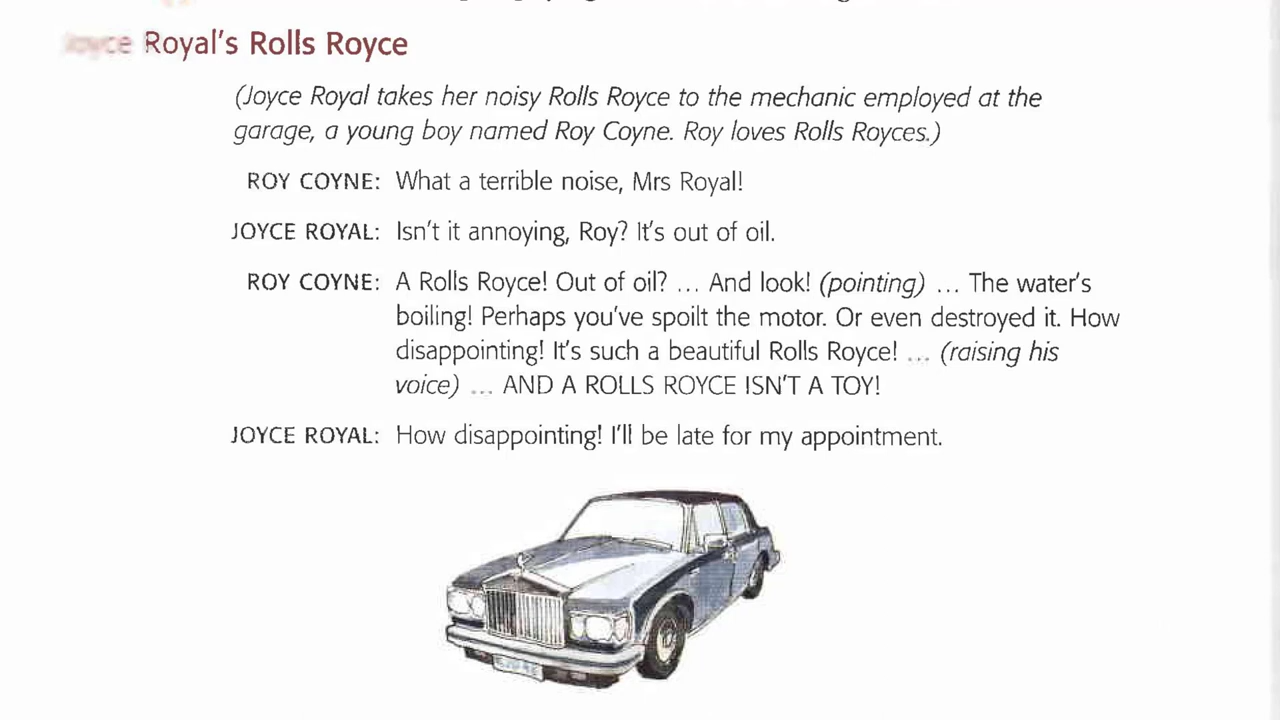 Joyce Royal's Rolls Royce
(Joyce Royal takes her noisy Rolls Royce to the mechanic employed at the
garage, a young boy named Roy Coyne. Roy loves Rolls Royces.)
ROY COYNE: What a terrible noise, Mrs Royal!
JOYCE ROYAL: Isn't it annoying, Roy? It's out of oil.
ROY COYNE: A Rolls Royce! Out of oil? ... And look! (pointing) ... The water's
boiling! Perhaps you've spoilt the motor. Or even destroyed it. How
disappointing! It's such a beautiful Rolls Royce! ... (raising his
voice) ... AND A ROLLS ROYCE ISN'T A TOY!
JOYCE ROYAL: How disappointing! I'll be late for my appointment.